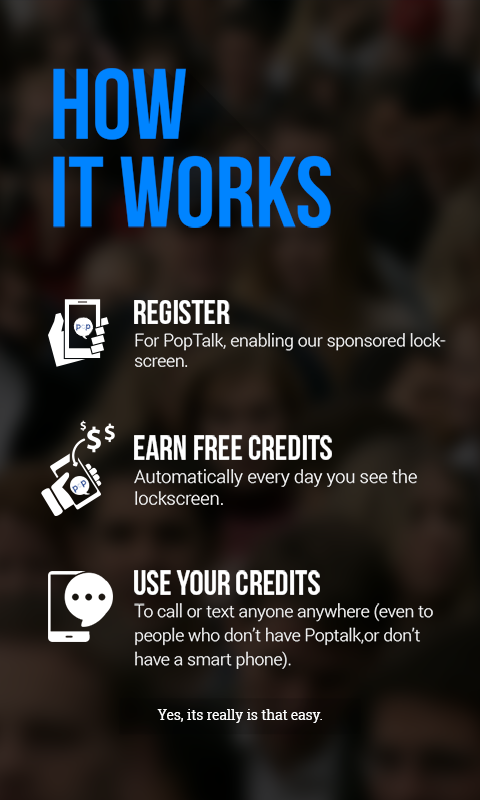 HOW
IT WORKS
REGISTER
For PopTalk, enabling our sponsored lock-
screen.
$ $ $
EARN FREE CREDITS
Automatically every day you see the
lockscreen.
USE YOUR CREDITS
To call or text anyone anywhere (even to
people who don’t have Poptalk,or don’t
have a smart phone).
Yes, its really is that easy.